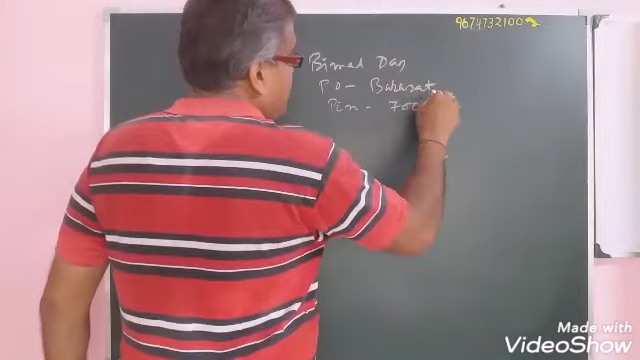 9674732100
Bimal Das
P O - Barasat
Pin - 700
Made with
VideoShow